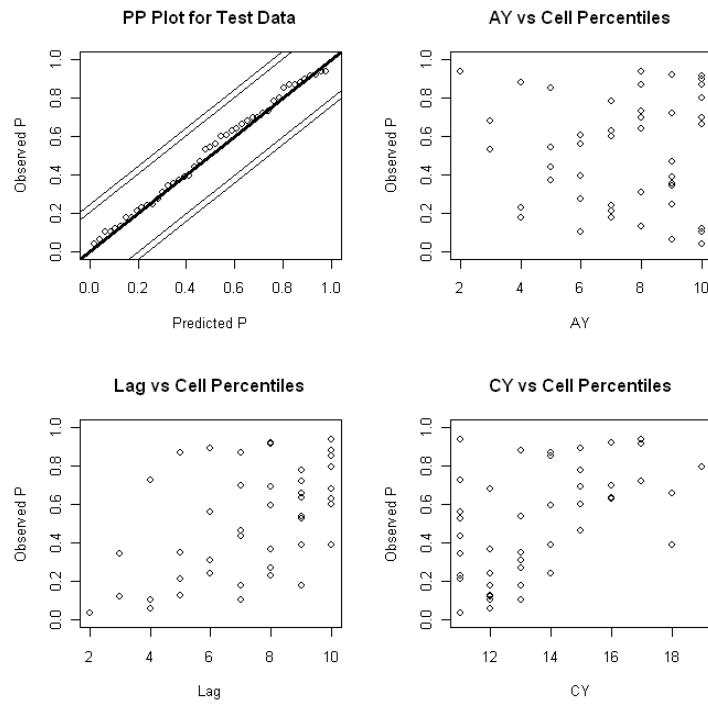 PP Plot for Test Data
Observed P
0.0 0.2 0.4 0.6 0.8 1.0
0.0 0.2 0.4 0.6 0.8 1.0
Predicted P
AY vs Cell Percentiles
Observed P
0.0 0.2 0.4 0.6 0.8 1.0
2 4 6 8 10
AY
Lag vs Cell Percentiles
Observed P
0.0 0.2 0.4 0.6 0.8 1.0
2 4 6 8 10
Lag
CY vs Cell Percentiles
Observed P
0.0 0.2 0.4 0.6 0.8 1.0
12 14 16 18
CY